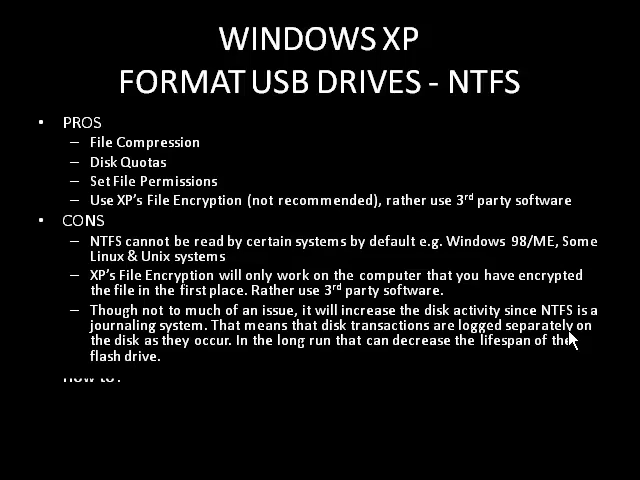 WINDOWS XP
FORMAT USB DRIVES - NTFS
• PROS
– File Compression
– Disk Quotas
– Set File Permissions
– Use XP's File Encryption (not recommended), rather use 3rd party software
• CONS
– NTFS cannot be read by certain systems by default e.g. Windows 98/ME, Some
Linux & Unix systems
– XP's File Encryption will only work on the computer that you have encrypted
the file in the first place. Rather use 3rd party software.
– Though not to much of an issue, it will increase the disk activity since NTFS is a
journaling system. That means that disk transactions are logged separately on
the disk as they occur. In the long run that can decrease the lifespan of the
flash drive.
How to?